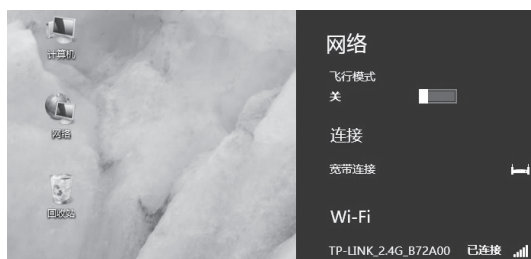 计算机
网络
回收站
网络
飞行模式
关
连接
宽带连接
Wi-Fi
TP-LINK_2.4G_B72A00 已连接